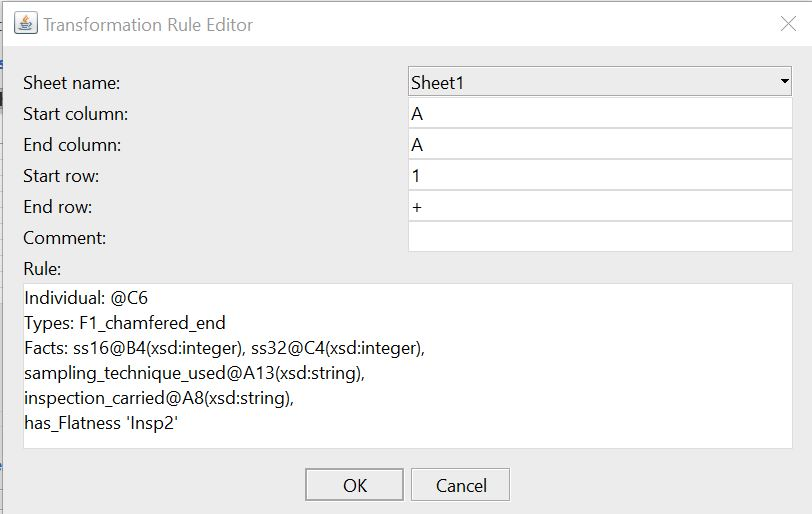 Transformation Rule Editor
Sheet name: Sheet1
Start column: A
End column: A
Start row: 1
End row: +
Comment:
Rule:
Individual: @C6
Types: F1_chamfered_end
Facts: ss16@B4(xsd:integer), ss32@C4(xsd:integer),
sampling_technique_used@A13(xsd:string),
inspection_carried@A8(xsd:string),
has_Flatness 'Insp2'
OK Cancel